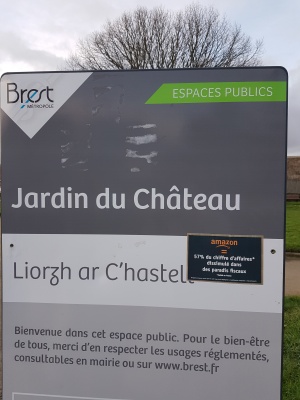 Brest
MÉTROPOLE
ESPACES PUBLICS
Jardin du Château
Liorzh ar C'hastell
amazon
=
57% du chiffre d'affaires*
dissimulé dans
des paradis fiscaux
Bienvenue dans cet espace public. Pour le bien-être
de tous, merci d'en respecter les usages réglementés,
consultables en mairie ou sur www.brest.fr